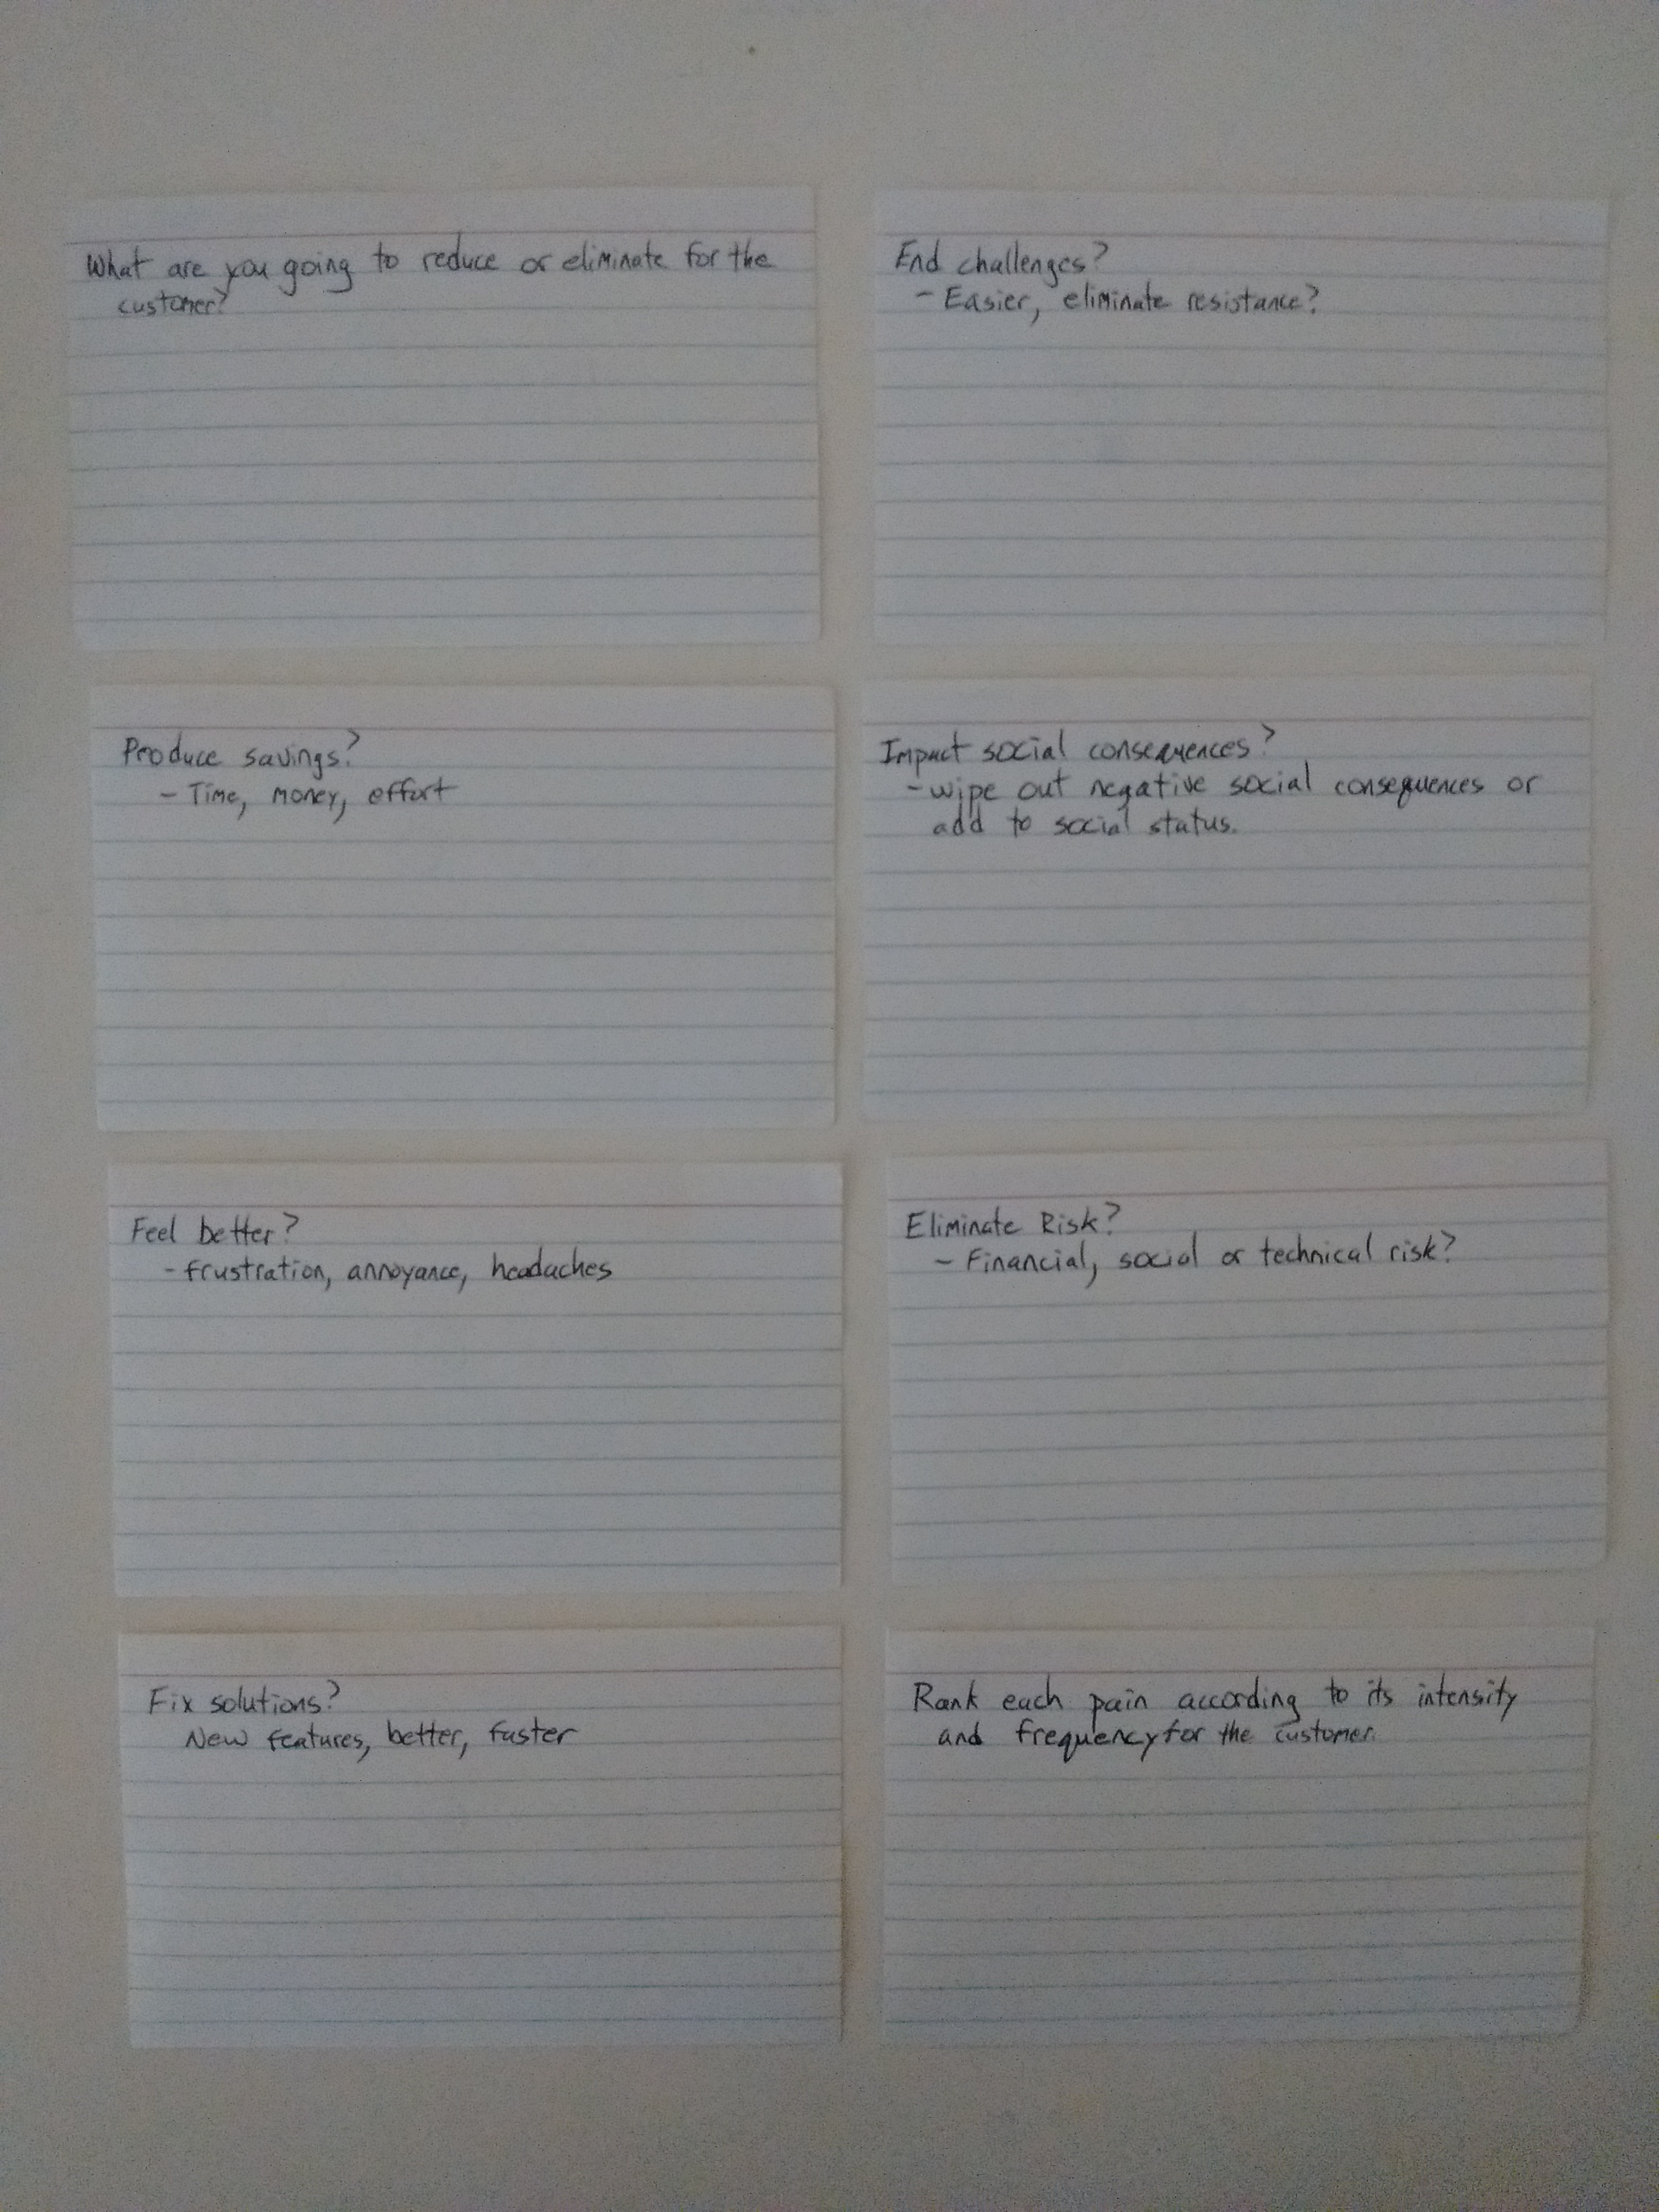 What are you going to reduce or eliminate for the
customer?
End challenges?
- Easier, eliminate resistance?
Produce savings?
- Time, money, effort
Impact social consequences?
- wipe out negative social consequences or
add to social status.
Feel better?
- frustration, annoyance, headaches
Eliminate Risk?
- Financial, social or technical risk?
Fix solutions?
New features, better, faster
Rank each pain according to its intensity
and frequency for the customer.